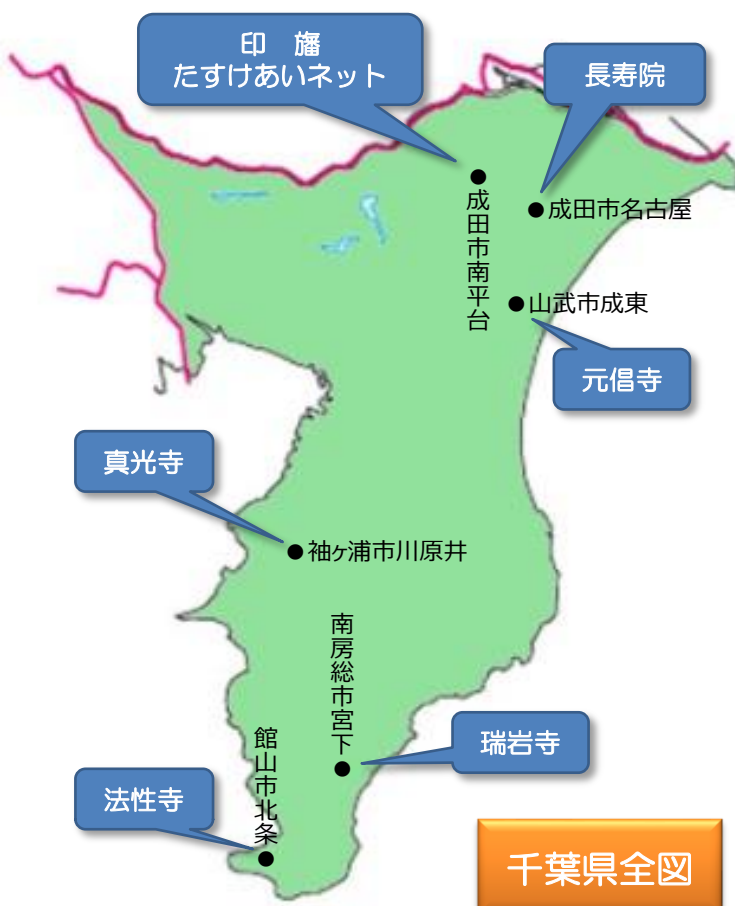 印 旛
たすけあいネット
長寿院
成田市南平台
成田市名古屋
山武市成東
元倡寺
真光寺
袖ヶ浦市川原井
南房総市宮下
瑞岩寺
館山市北条
法性寺
千葉県全図